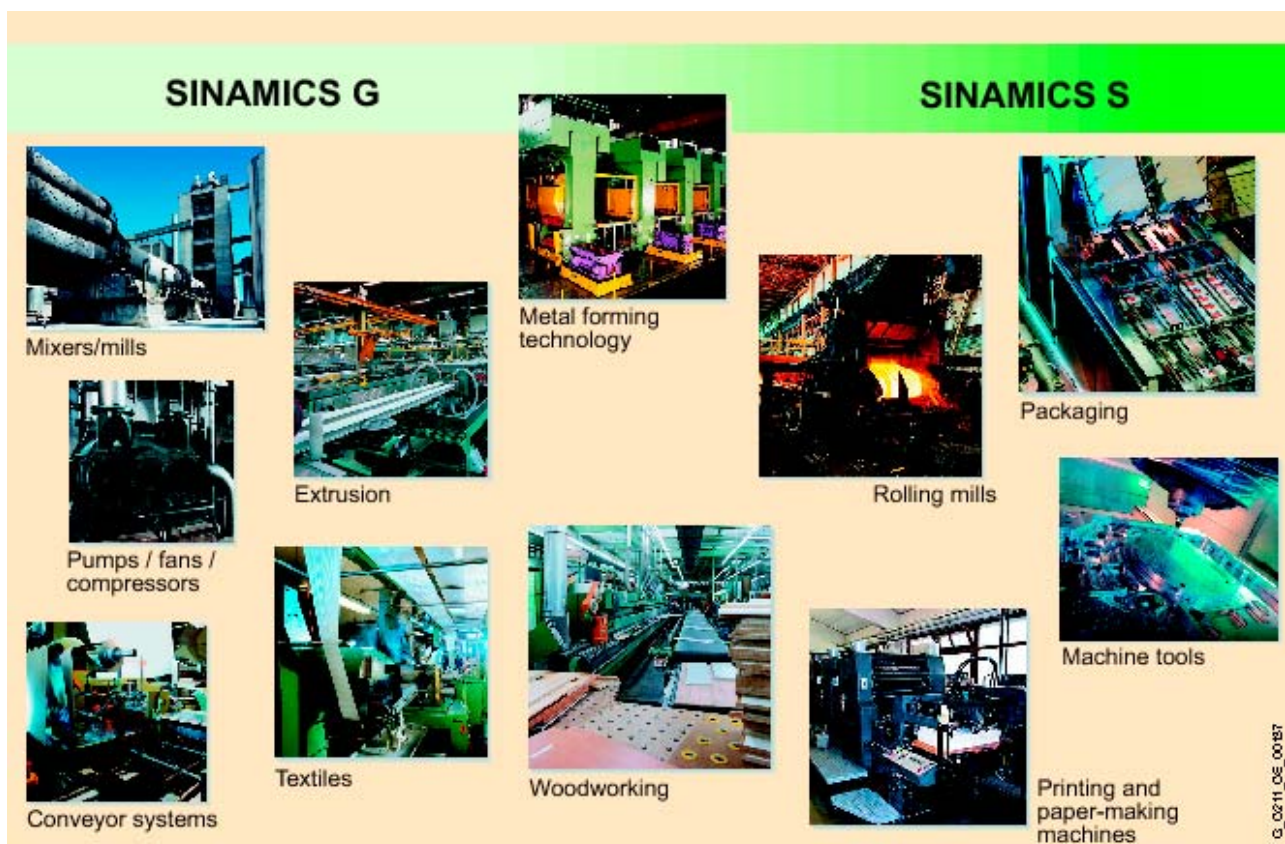 SINAMICS G
SINAMICS S
Mixers/mills
Metal forming
technology
Packaging
Extrusion
Rolling mills
Pumps / fans /
compressors
Machine tools
Textiles
Woodworking
Conveyor systems
Printing and
paper-making
machines
G_D211_DE_00187